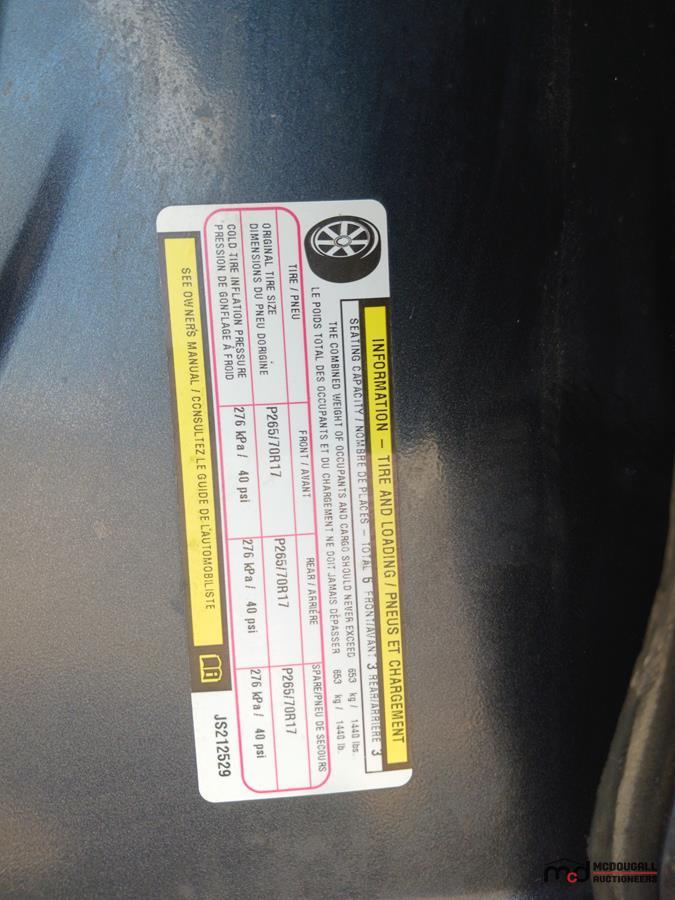 INFORMATION – TIRE AND LOADING / PNEUS ET CHARGEMENT
SEATING CAPACITY / NOMBRE DE PLACES – TOTAL 6 FRONT/AVANT: 3 REAR/ARRIÈRE 3
THE COMBINED WEIGHT OF OCCUPANTS AND CARGO SHOULD NEVER EXCEED 653 kg / 1440 lbs.
LE POIDS TOTAL DES OCCUPANTS ET DU CHARGEMENT NE DOIT JAMAIS DÉPASSER 653 kg / 1440 lb.
TIRE / PNEU FRONT / AVANT REAR / ARRIÈRE SPARE/PNEU DE SECOURS
ORIGINAL TIRE SIZE
DIMENSIONS DU PNEU D'ORIGINE P265/70R17 P265/70R17 P265/70R17
COLD TIRE INFLATION PRESSURE
PRESSION DE GONFLAGE À FROID 276 kPa / 40 psi 276 kPa / 40 psi 276 kPa / 40 psi
SEE OWNER'S MANUAL / CONSULTEZ LE GUIDE DE L'AUTOMOBILISTE
JS212529
mcd MCDOUGALL
AUCTIONEERS